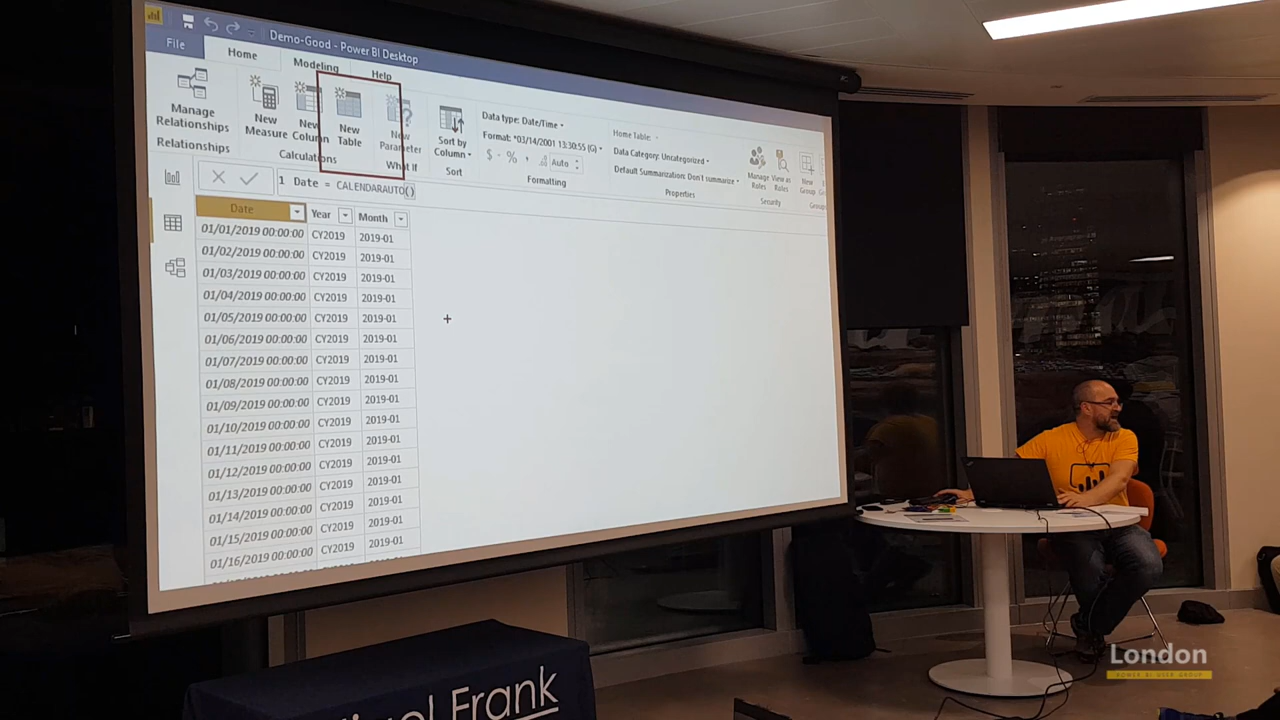 Demo-Good - Power BI Desktop
File
Home
Modeling
Help
Manage
Relationships
Relationships
New
Measure
New
Column
New
Table
Calculations
New
Parameter
What If
Sort by
Column
Sort
Data type: Date/Time
Format: *03/14/2001 13:30:55 (G)
$ % , Auto
Formatting
Home Table:
Data Category: Uncategorized
Default Summarization: Don't summarize
Properties
Manage
Roles
View as
Roles
Security
New
Group
1 Date = CALENDARAUTO()
Date Year Month
01/01/2019 00:00:00 CY2019 2019-01
01/02/2019 00:00:00 CY2019 2019-01
01/03/2019 00:00:00 CY2019 2019-01
01/04/2019 00:00:00 CY2019 2019-01
01/05/2019 00:00:00 CY2019 2019-01
01/06/2019 00:00:00 CY2019 2019-01
01/07/2019 00:00:00 CY2019 2019-01
01/08/2019 00:00:00 CY2019 2019-01
01/09/2019 00:00:00 CY2019 2019-01
01/10/2019 00:00:00 CY2019 2019-01
01/11/2019 00:00:00 CY2019 2019-01
01/12/2019 00:00:00 CY2019 2019-01
01/13/2019 00:00:00 CY2019 2019-01
01/14/2019 00:00:00 CY2019 2019-01
01/15/2019 00:00:00 CY2019 2019-01
01/16/2019 00:00:00 CY2019 2019-01
Frank
London
POWER BI USER GROUP